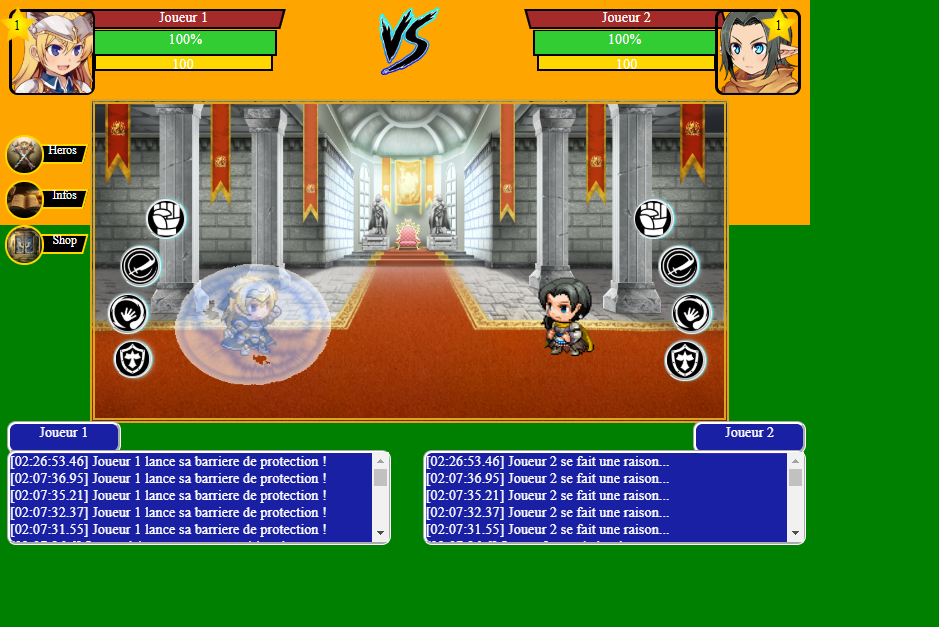 1
Joueur 1
100%
100
VS
Joueur 2
100%
100
1
Heros
Infos
Shop
Joueur 1
[02:26:53.46] Joueur 1 lance sa barriere de protection !
[02:07:36.95] Joueur 1 lance sa barriere de protection !
[02:07:35.21] Joueur 1 lance sa barriere de protection !
[02:07:32.37] Joueur 1 lance sa barriere de protection !
[02:07:31.55] Joueur 1 lance sa barriere de protection !
Joueur 2
[02:26:53.46] Joueur 2 se fait une raison...
[02:07:36.95] Joueur 2 se fait une raison...
[02:07:35.21] Joueur 2 se fait une raison...
[02:07:32.37] Joueur 2 se fait une raison...
[02:07:31.55] Joueur 2 se fait une raison...